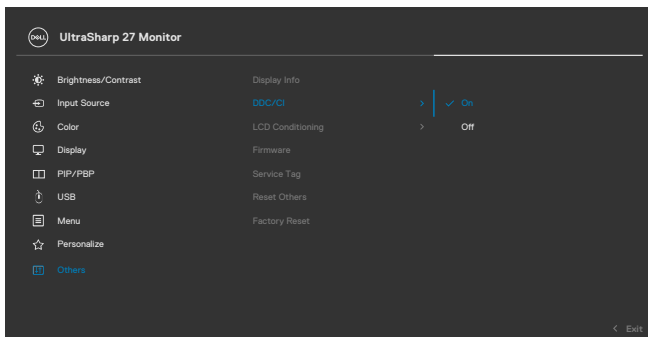 DELL UltraSharp 27 Monitor
Brightness/Contrast Display Info
Input Source DDC/CI > ✓ On
Color LCD Conditioning > Off
Display Firmware
PIP/PBP Service Tag
USB Reset Others
Menu Factory Reset
Personalize
Others
< Exit